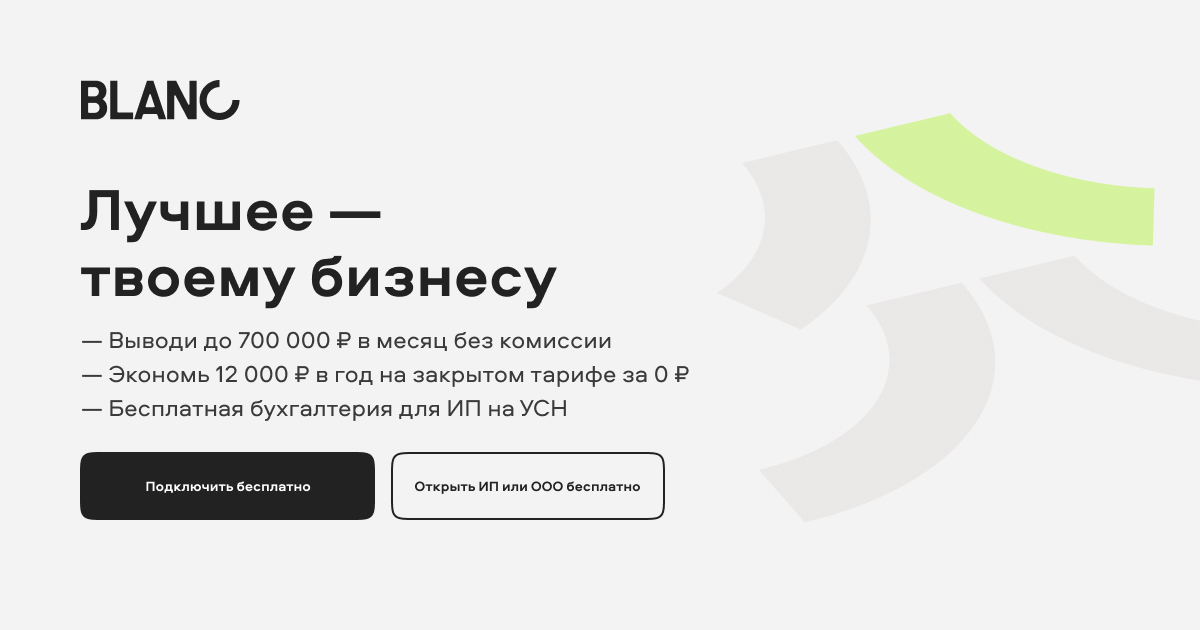 BLANC
Лучшее —
твоему бизнесу
— Выводи до 700 000 ₽ в месяц без комиссии
— Экономь 12 000 ₽ в год на закрытом тарифе за 0 ₽
— Бесплатная бухгалтерия для ИП на УСН
Подключить бесплатно
Открыть ИП или ООО бесплатно